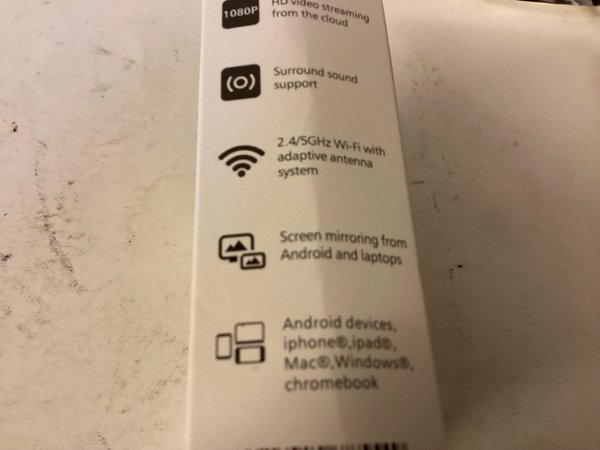 1080P
HD video streaming
from the cloud
Surround sound
support
2.4/5GHz Wi-Fi with
adaptive antenna
system
Screen mirroring from
Android and laptops
Android devices,
iphone®,ipad®,
Mac®,Windows®,
chromebook